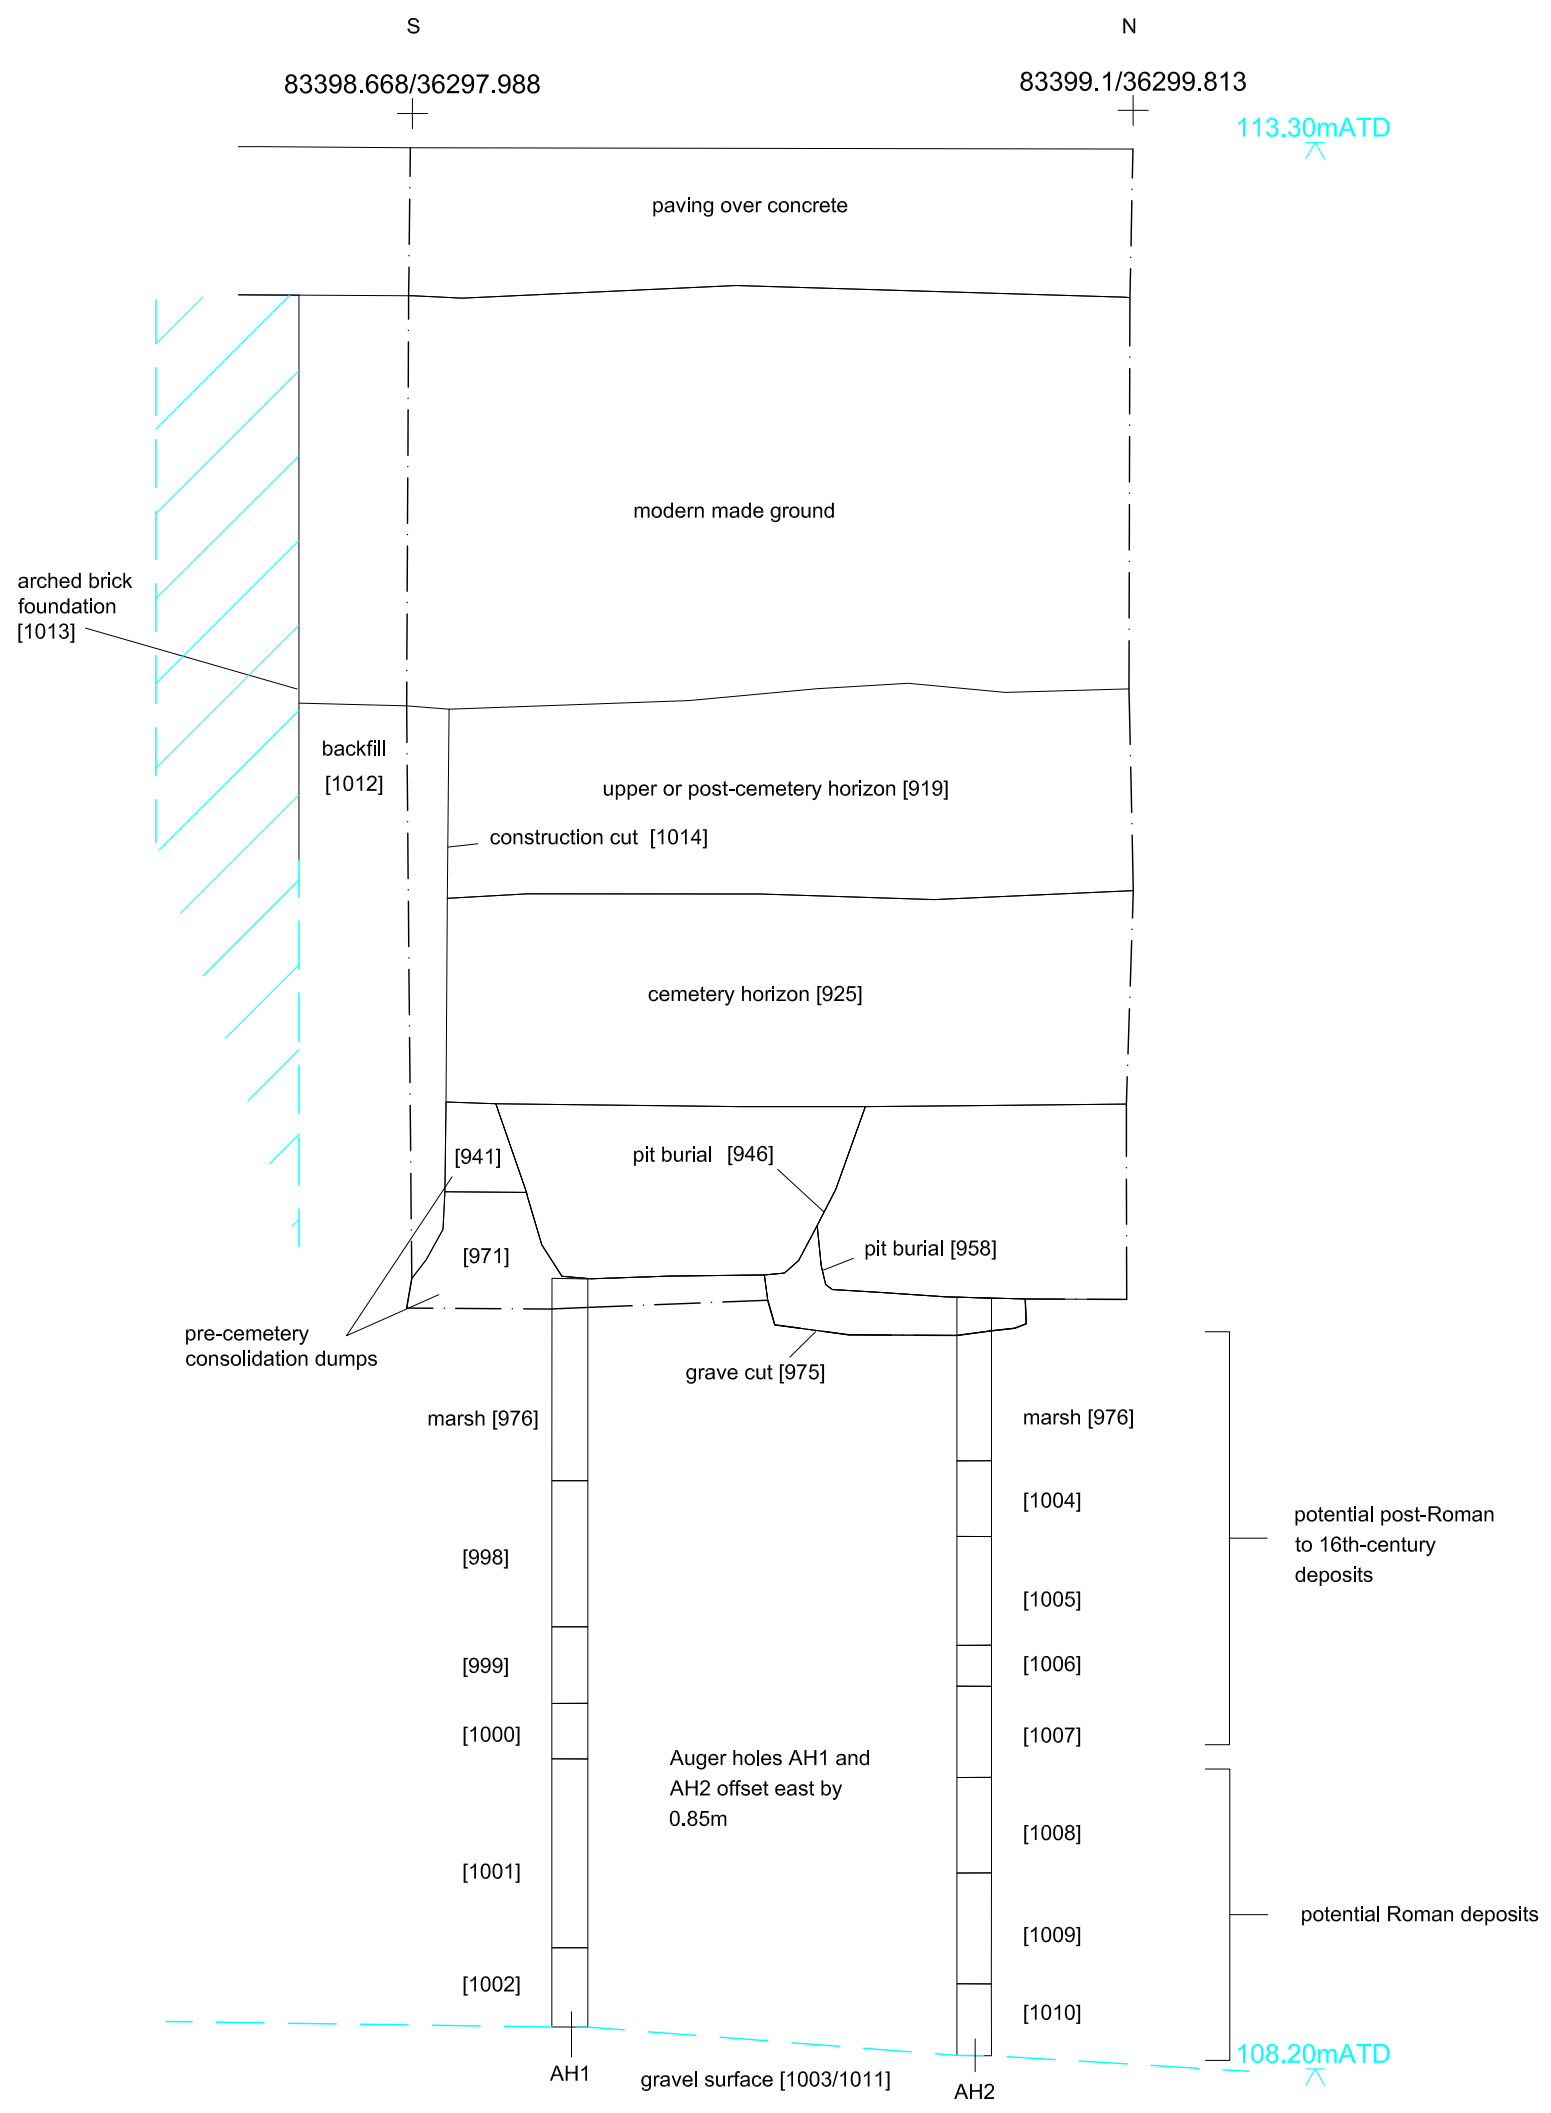 S
N
83398.668/36297.988
83399.1/36299.813
113.30mATD
paving over concrete
modern made ground
arched brick
foundation
[1013]
backfill
[1012]
upper or post-cemetery horizon [919]
construction cut [1014]
cemetery horizon [925]
[941]
pit burial [946]
[971]
pit burial [958]
pre-cemetery
consolidation dumps
grave cut [975]
marsh [976]
marsh [976]
[1004]
potential post-Roman
to 16th-century
deposits
[998]
[1005]
[999]
[1006]
[1000]
[1007]
Auger holes AH1 and
AH2 offset east by
0.85m
[1008]
[1001]
potential Roman deposits
[1009]
[1002]
[1010]
108.20mATD
AH1
gravel surface [1003/1011]
AH2